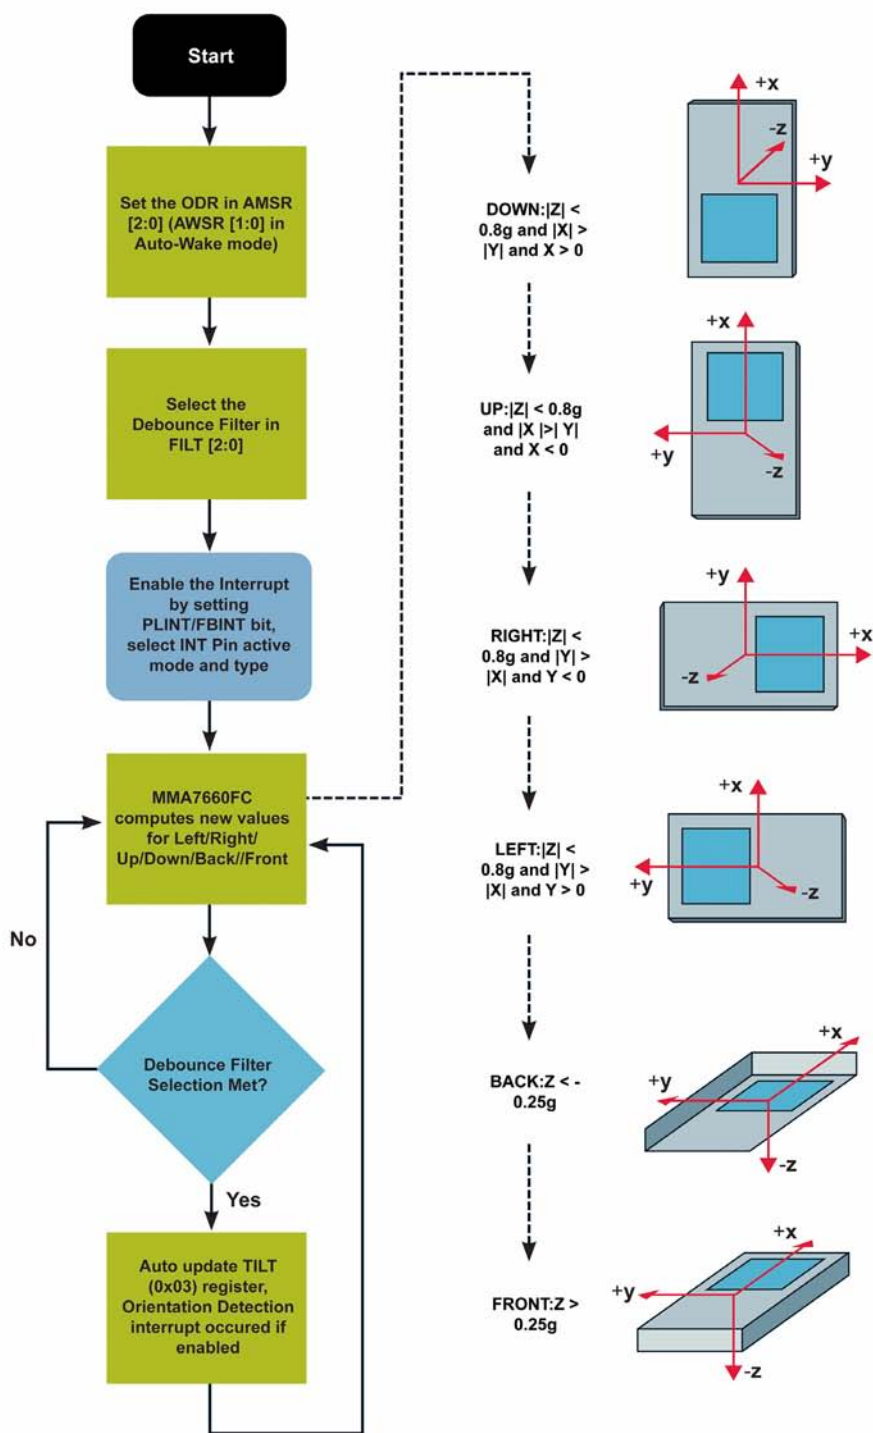 Start
Set the ODR in AMSR
[2:0] (AWSR [1:0] in
Auto-Wake mode)
Select the
Debounce Filter in
FILT [2:0]
Enable the Interrupt
by setting
PLINT/FBINT bit,
select INT Pin active
mode and type
MMA7660FC
computes new values
for Left/Right/
Up/Down/Back//Front
No
Debounce Filter
Selection Met?
Yes
Auto update TILT
(0x03) register,
Orientation Detection
interrupt occured if
enabled
DOWN:|Z| <
0.8g and |X| >
|Y| and X > 0
+x
-z
+y
UP:|Z| < 0.8g
and |X |>| Y|
and X < 0
+x
+y
-z
RIGHT:|Z| <
0.8g and |Y| >
|X| and Y < 0
+y
+x
-z
LEFT:|Z| <
0.8g and |Y| >
|X| and Y > 0
+x
+y
-z
BACK:Z < -
0.25g
+x
+y
-z
FRONT:Z >
0.25g
+x
+y
-z